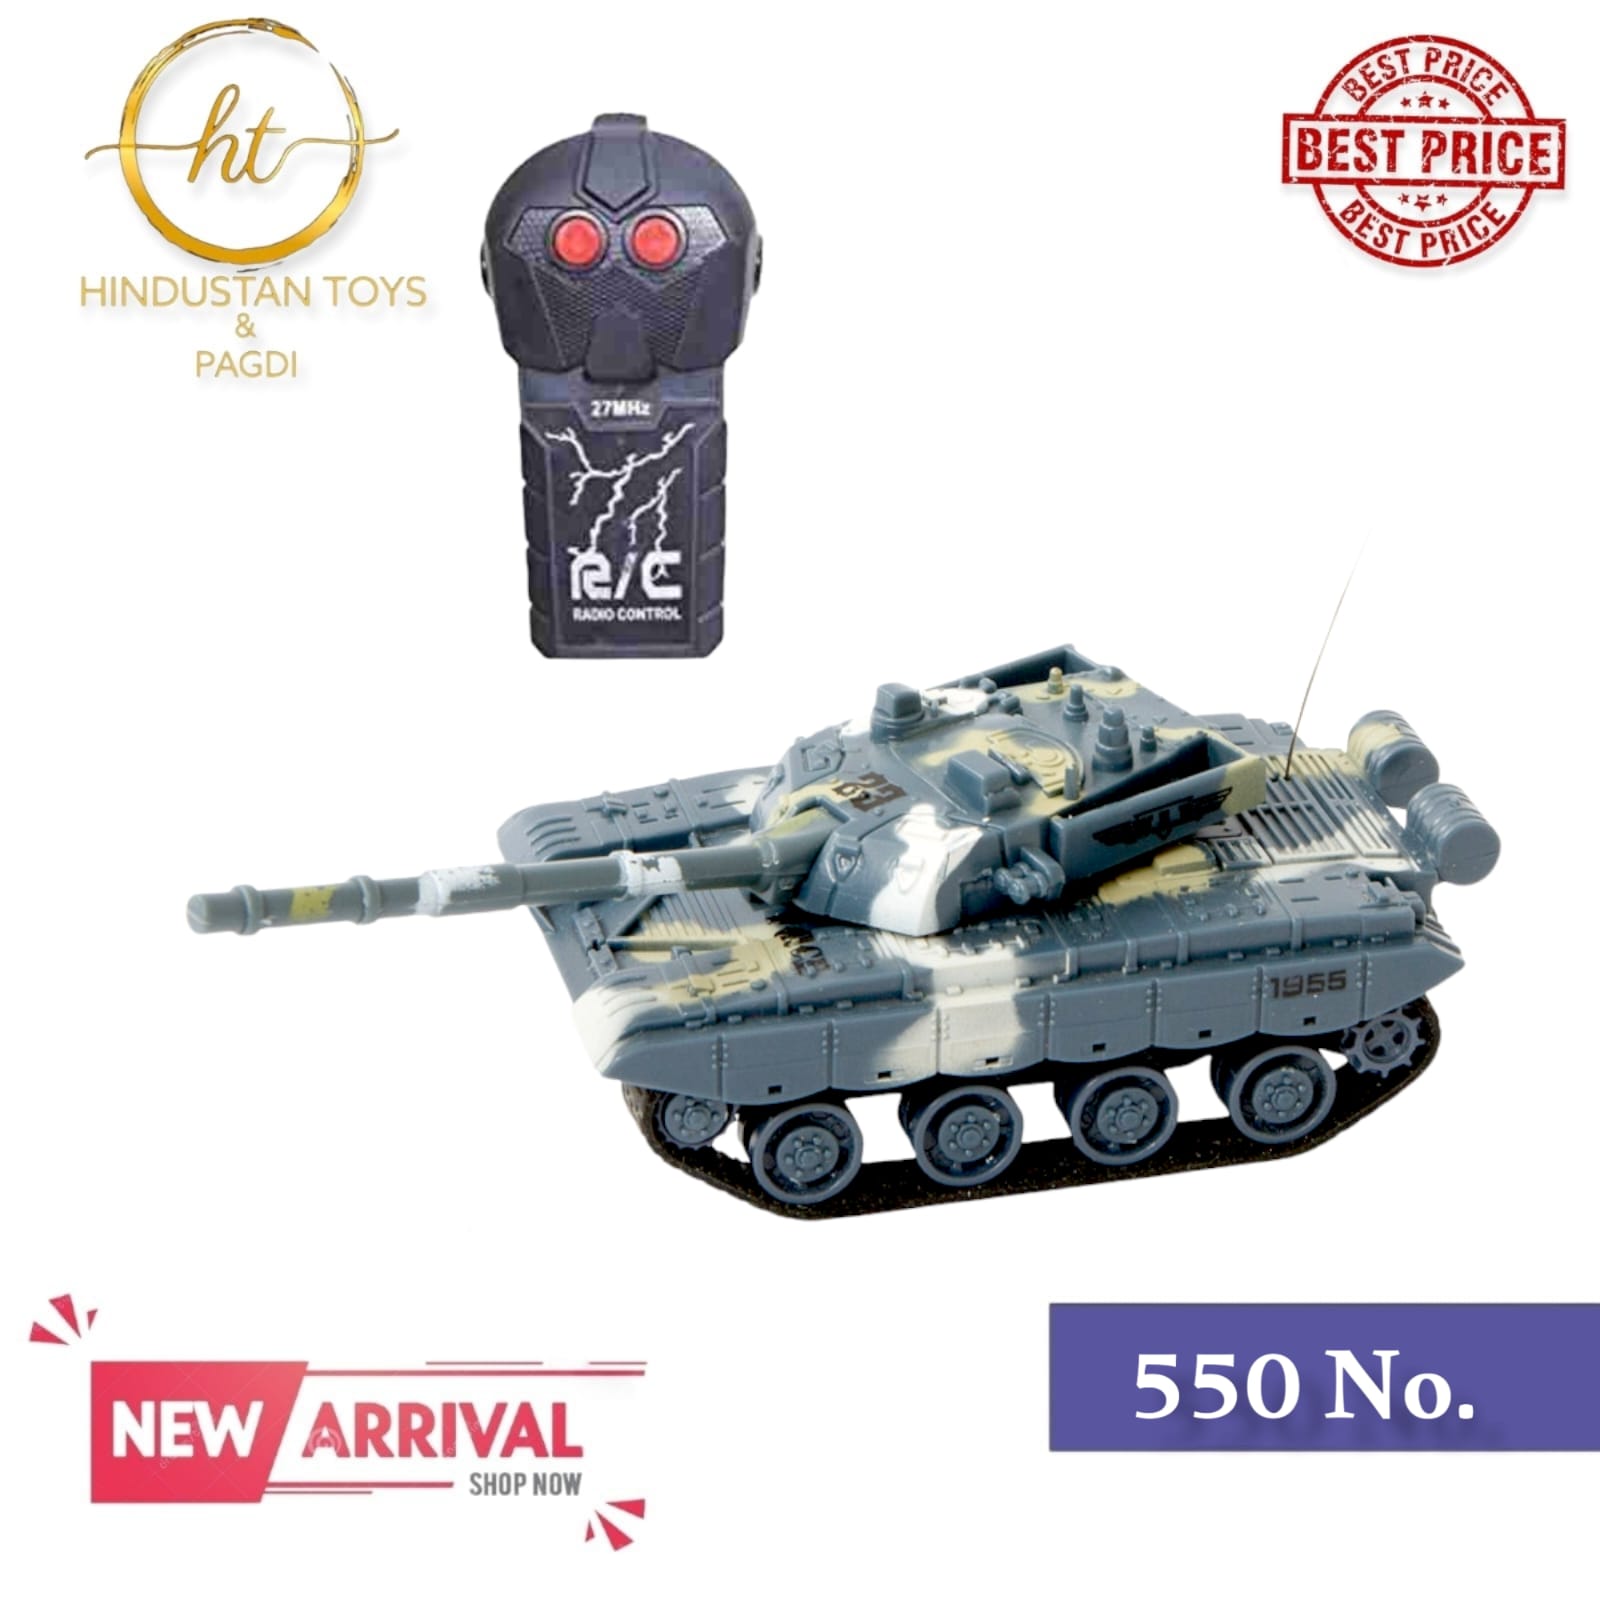 ht
HINDUSTAN TOYS
&
PAGDI
BEST PRICE
BEST PRICE
BEST PRICE
27MHz
R/C
RADIO CONTROL
1955
NEW ARRIVAL
SHOP NOW
550 No.